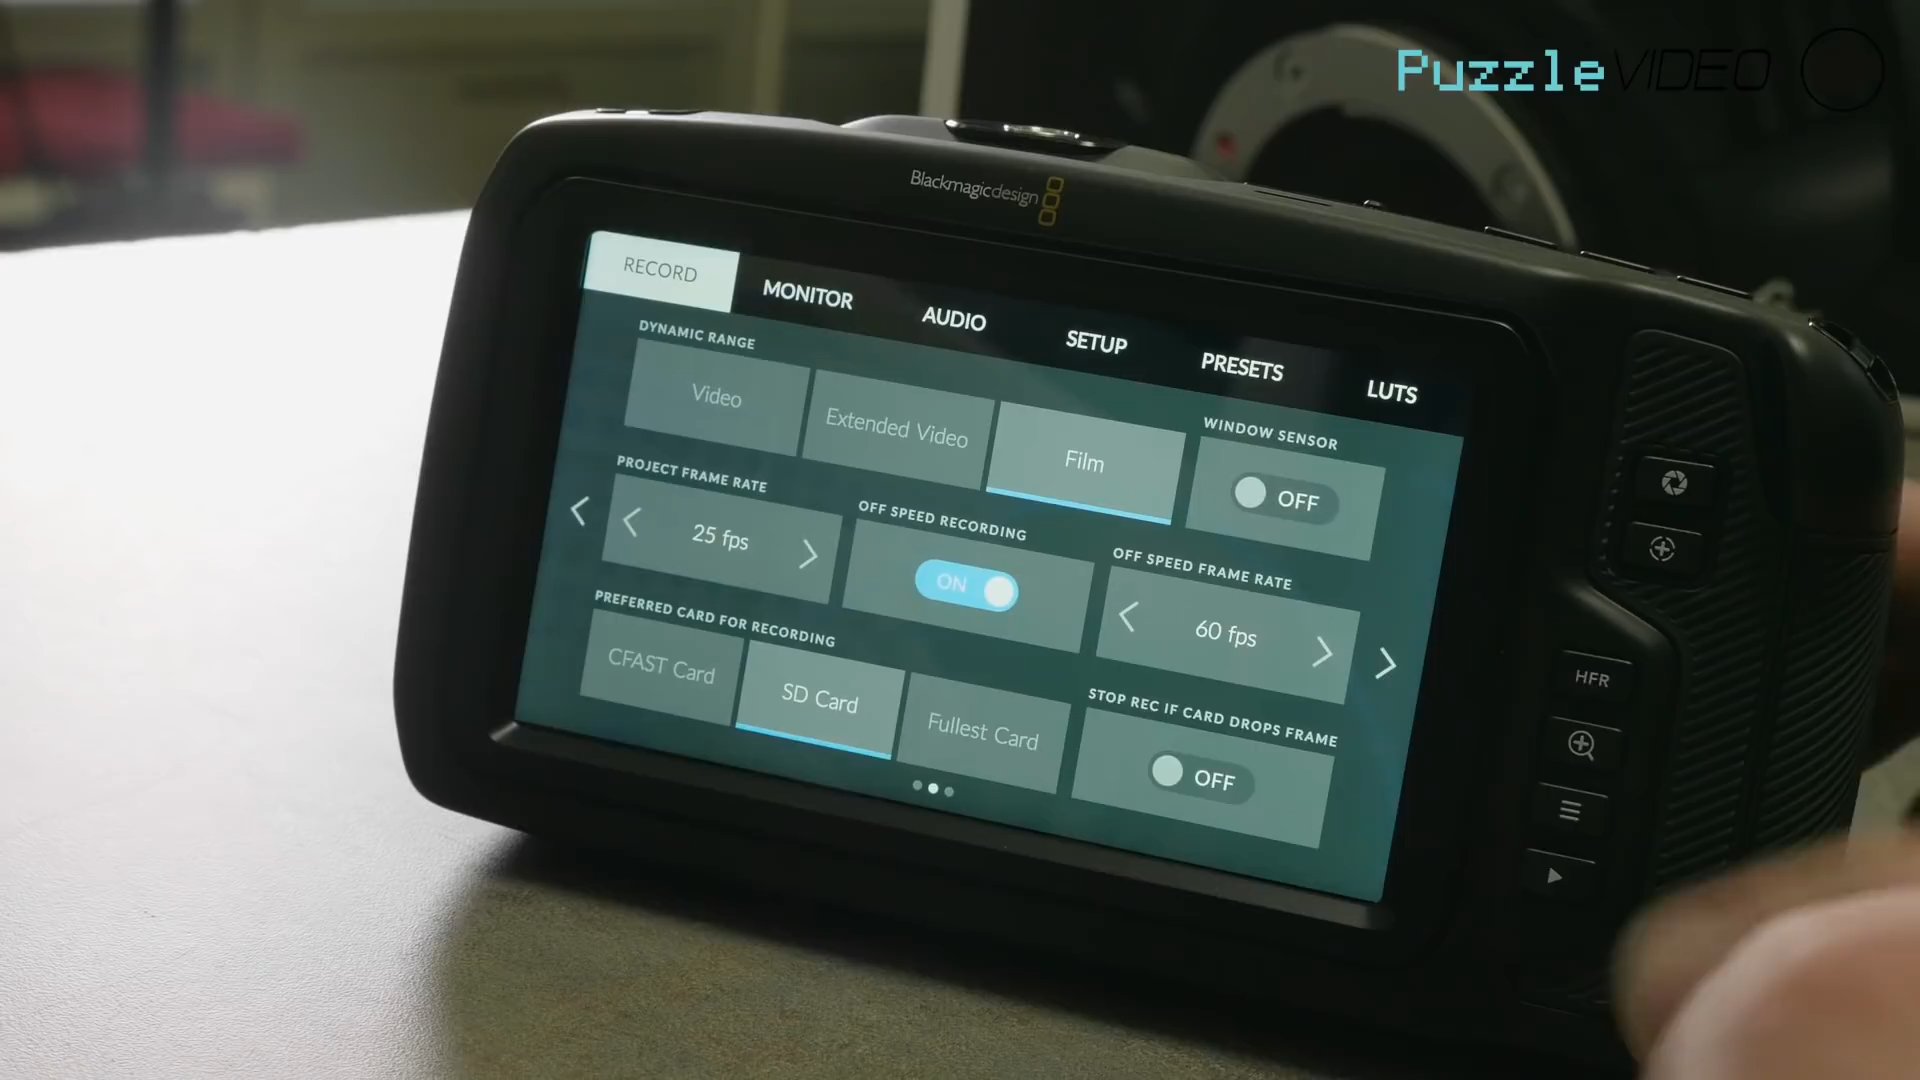 PuzzleVIDEO
Blackmagicdesign
RECORD
MONITOR
AUDIO
SETUP
PRESETS
LUTS
DYNAMIC RANGE
Video
Extended Video
Film
WINDOW SENSOR
OFF
PROJECT FRAME RATE
25 fps
OFF SPEED RECORDING
ON
OFF SPEED FRAME RATE
60 fps
PREFERRED CARD FOR RECORDING
CFAST Card
SD Card
Fullest Card
STOP REC IF CARD DROPS FRAME
OFF
HFR